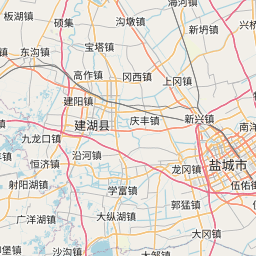 海河镇
板湖镇
硕集
沟墩镇
新坍镇
兴桥
东沟镇
宝塔镇
高作镇
冈西镇
上冈镇
建阳镇
庆丰镇
新兴镇
建湖县
南洋
九龙口镇
沿河镇
恒济镇
龙冈镇
盐城市
射阳湖镇
学富镇
伍佑镇
郭猛镇
广洋湖镇
大纵湖镇
大冈镇
沙沟镇
大邹镇